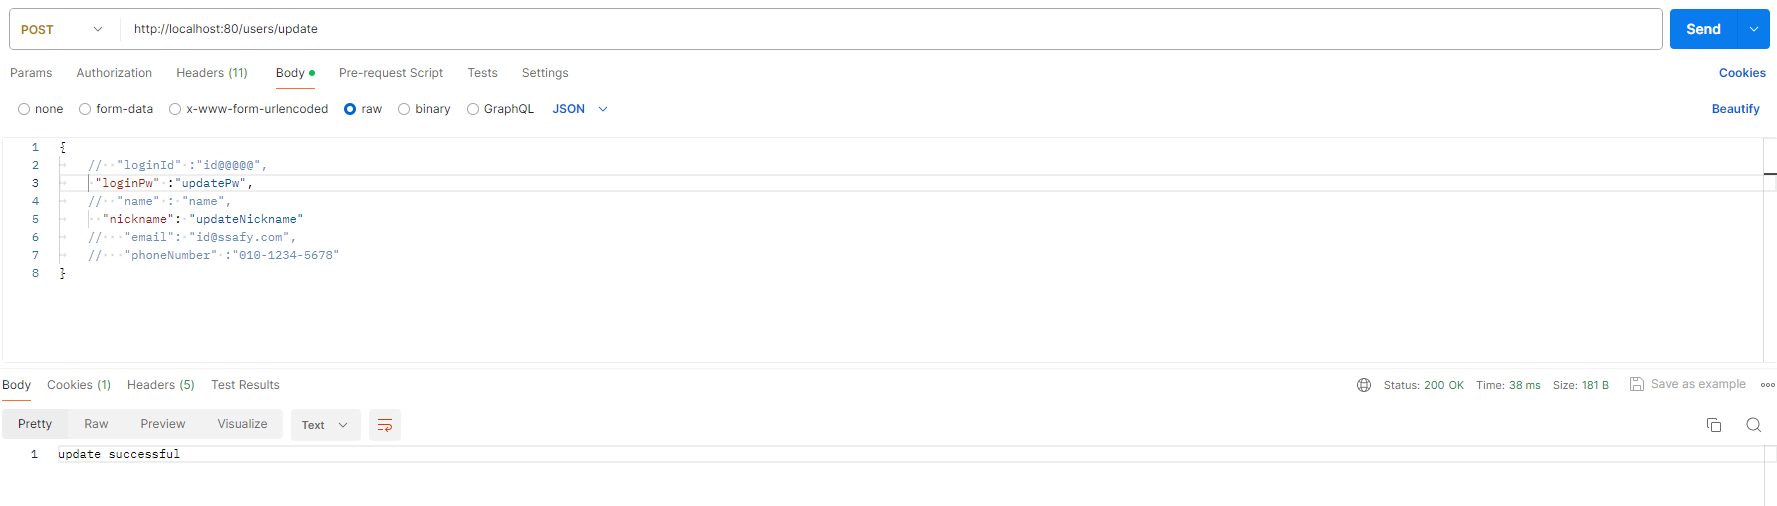 POST http://localhost:80/users/update Send
Params Authorization Headers (11) Body Pre-request Script Tests Settings Cookies
none form-data x-www-form-urlencoded raw binary GraphQL JSON Beautify
1 {
2 // "loginId" :"id@@@@@",
3 "loginPw" :"updatePw",
4 // "name" : "name",
5 "nickname": "updateNickname"
6 // "email": "id@ssafy.com",
7 // "phoneNumber" :"010-1234-5678"
8 }
Body Cookies (1) Headers (5) Test Results Status: 200 OK Time: 38 ms Size: 181 B Save as example
Pretty Raw Preview Visualize Text
1 update successful